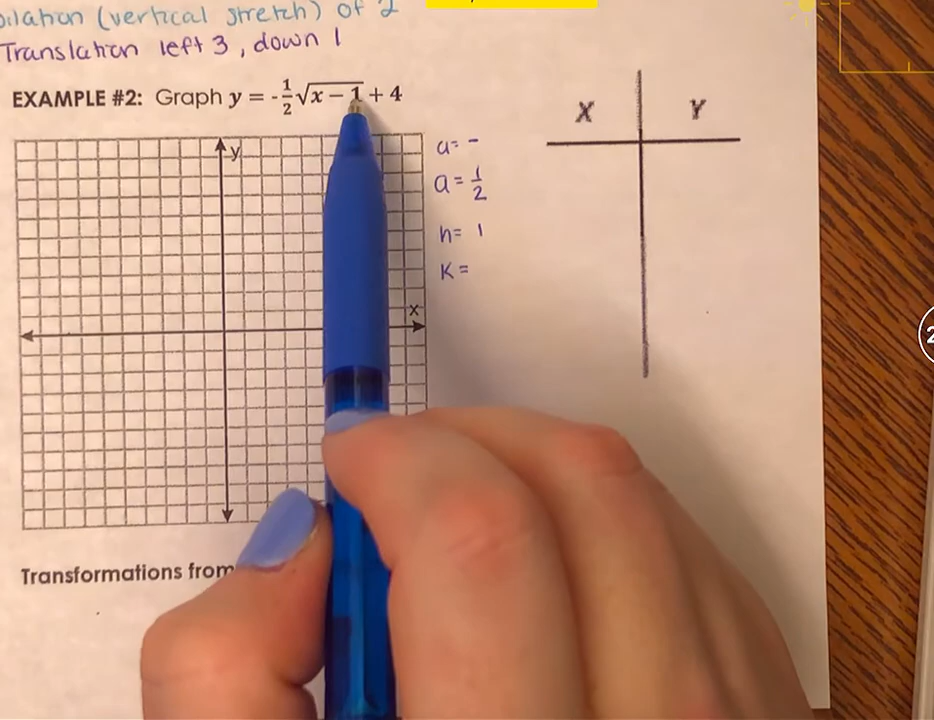 Dilation (vertical stretch) of 2
Translation left 3, down 1
EXAMPLE #2: Graph y = -½√x − 1 + 4
y
x
a= -
a = ½
h= 1
K =
X Y
Transformations from
2